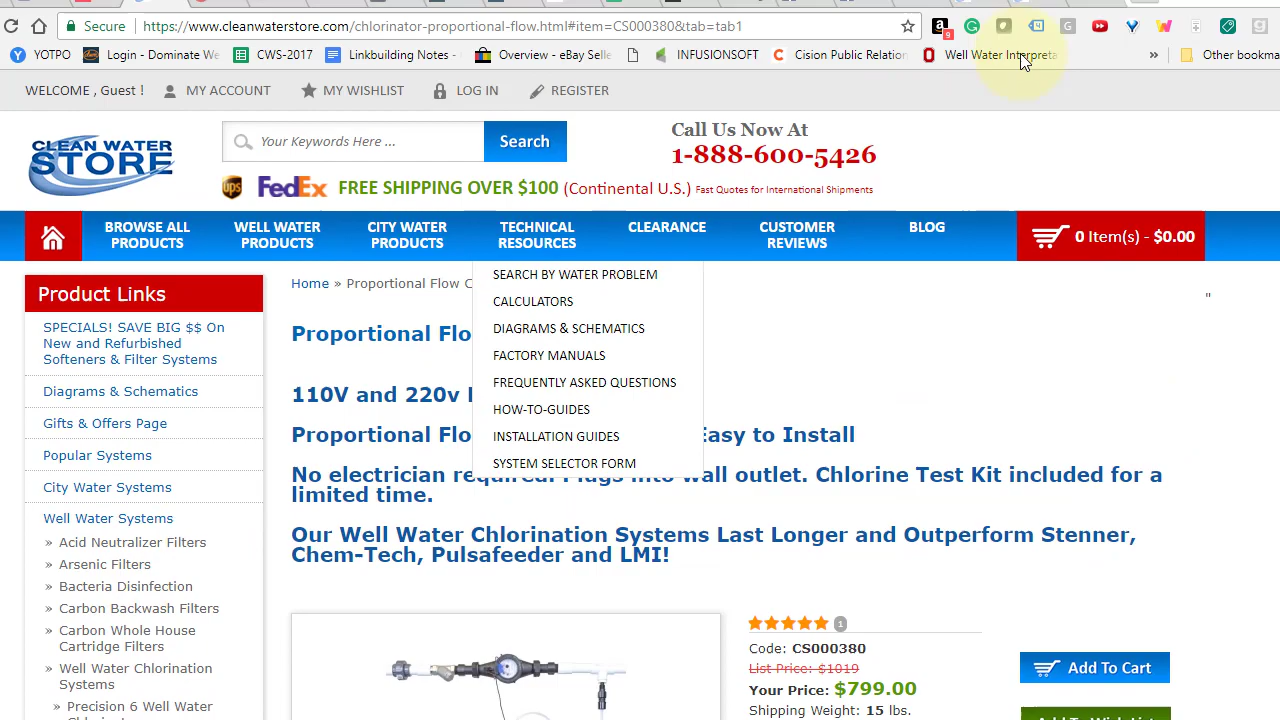 Secure https://www.cleanwaterstore.com/chlorinator-proportional-flow.html#item=CS000380&tab=tab1
9
YOTPO Login - Dominate We CWS-2017 Linkbuilding Notes - Overview - eBay Selle INFUSIONSOFT Cision Public Relation Well Water Interpreta » Other bookma
WELCOME , Guest ! MY ACCOUNT MY WISHLIST LOG IN REGISTER
CLEAN WATER
STORE
Your Keywords Here ... Search
Call Us Now At
1-888-600-5426
ups FedEx FREE SHIPPING OVER $100 (Continental U.S.) Fast Quotes for International Shipments
BROWSE ALL PRODUCTS
WELL WATER PRODUCTS
CITY WATER PRODUCTS
TECHNICAL RESOURCES
CLEARANCE
CUSTOMER REVIEWS
BLOG
0 Item(s) - $0.00
SEARCH BY WATER PROBLEM
CALCULATORS
DIAGRAMS & SCHEMATICS
FACTORY MANUALS
FREQUENTLY ASKED QUESTIONS
HOW-TO-GUIDES
INSTALLATION GUIDES
SYSTEM SELECTOR FORM
Product Links
SPECIALS! SAVE BIG $$ On
New and Refurbished
Softeners & Filter Systems
Diagrams & Schematics
Gifts & Offers Page
Popular Systems
City Water Systems
Well Water Systems
» Acid Neutralizer Filters
» Arsenic Filters
» Bacteria Disinfection
» Carbon Backwash Filters
» Carbon Whole House
Cartridge Filters
» Well Water Chlorination
Systems
» Precision 6 Well Water
Home » Proportional Flow C
"
Proportional Flo
110V and 220v
Proportional Flo Easy to Install
No electrician required. Plugs into wall outlet. Chlorine Test Kit included for a
limited time.
Our Well Water Chlorination Systems Last Longer and Outperform Stenner,
Chem-Tech, Pulsafeeder and LMI!
1
Code: CS000380
List Price: $1019
Your Price: $799.00
Shipping Weight: 15 lbs.
Add To Cart
Add To Wish List